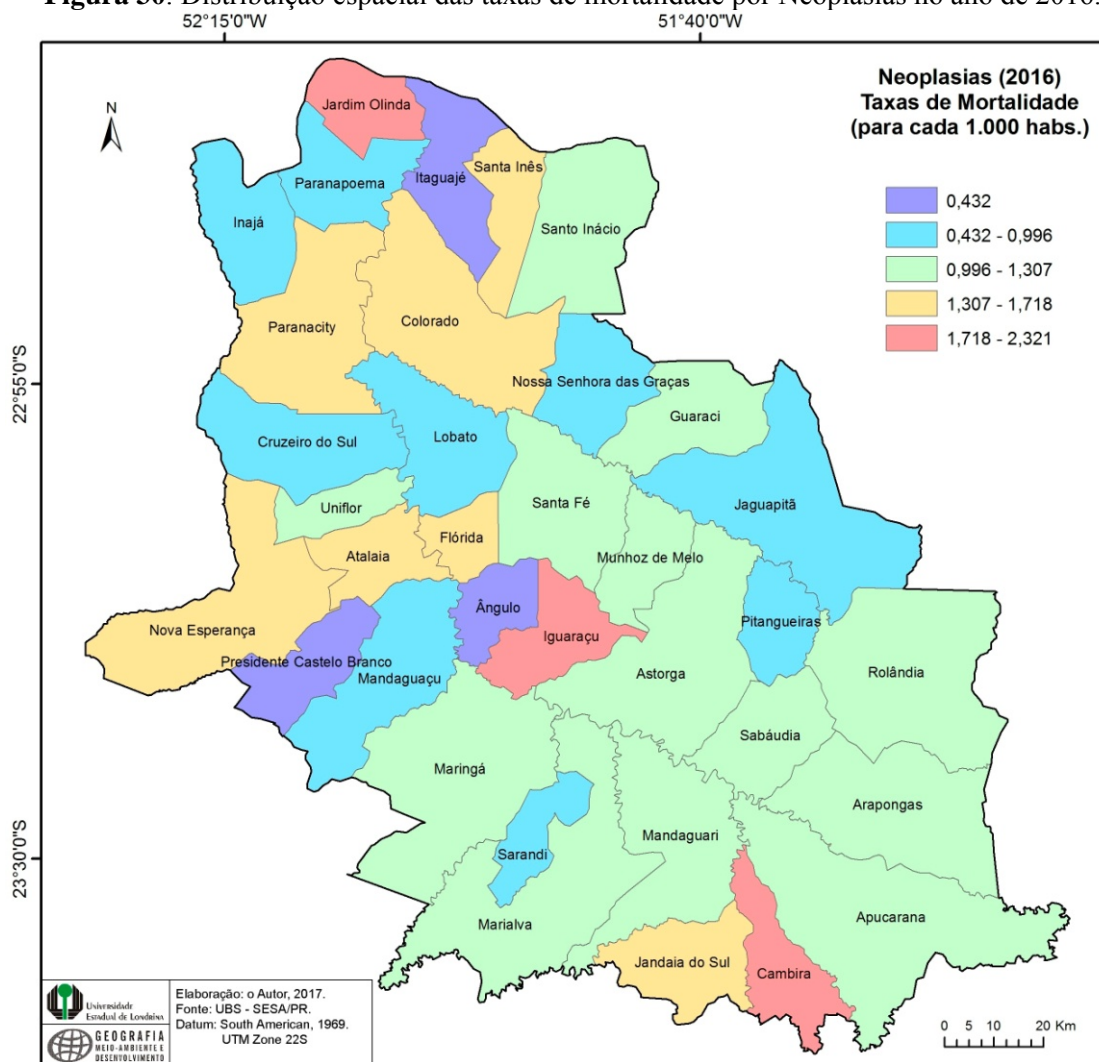 Figura 50: Distribuição espacial das taxas de mortalidade por Neoplasias no ano de 2016.
52°15'0"W
51°40'0"W
Neoplasias (2016)
Taxas de Mortalidade
(para cada 1.000 habs.)
N
Jardim Olinda
Santa Inês
Paranapoema
Itaguajé
Inajá
Santo Inácio
0,432
0,432 - 0,996
0,996 - 1,307
1,307 - 1,718
1,718 - 2,321
Paranacity
Colorado
22°55'0"S
Nossa Senhora das Graças
Guaraci
Cruzeiro do Sul
Lobato
Uniflor
Santa Fé
Jaguapitã
Flórida
Atalaia
Munhoz de Melo
Ângulo
Pitangueiras
Nova Esperança
Iguaraçu
Presidente Castelo Branco
Mandaguaçu
Astorga
Rolândia
Sabáudia
Maringá
Arapongas
Mandaguari
23°30'0"S
Sarandi
Marialva
Apucarana
Jandaia do Sul
Cambira
Universidade
Estadual de Londrina
GEOGRAFIA
MEIO-AMBIENTE E
DESENVOLVIMENTO
Elaboração: o Autor, 2017.
Fonte: UBS - SESA/PR.
Datum: South American, 1969.
UTM Zone 22S
0 5 10 20 Km